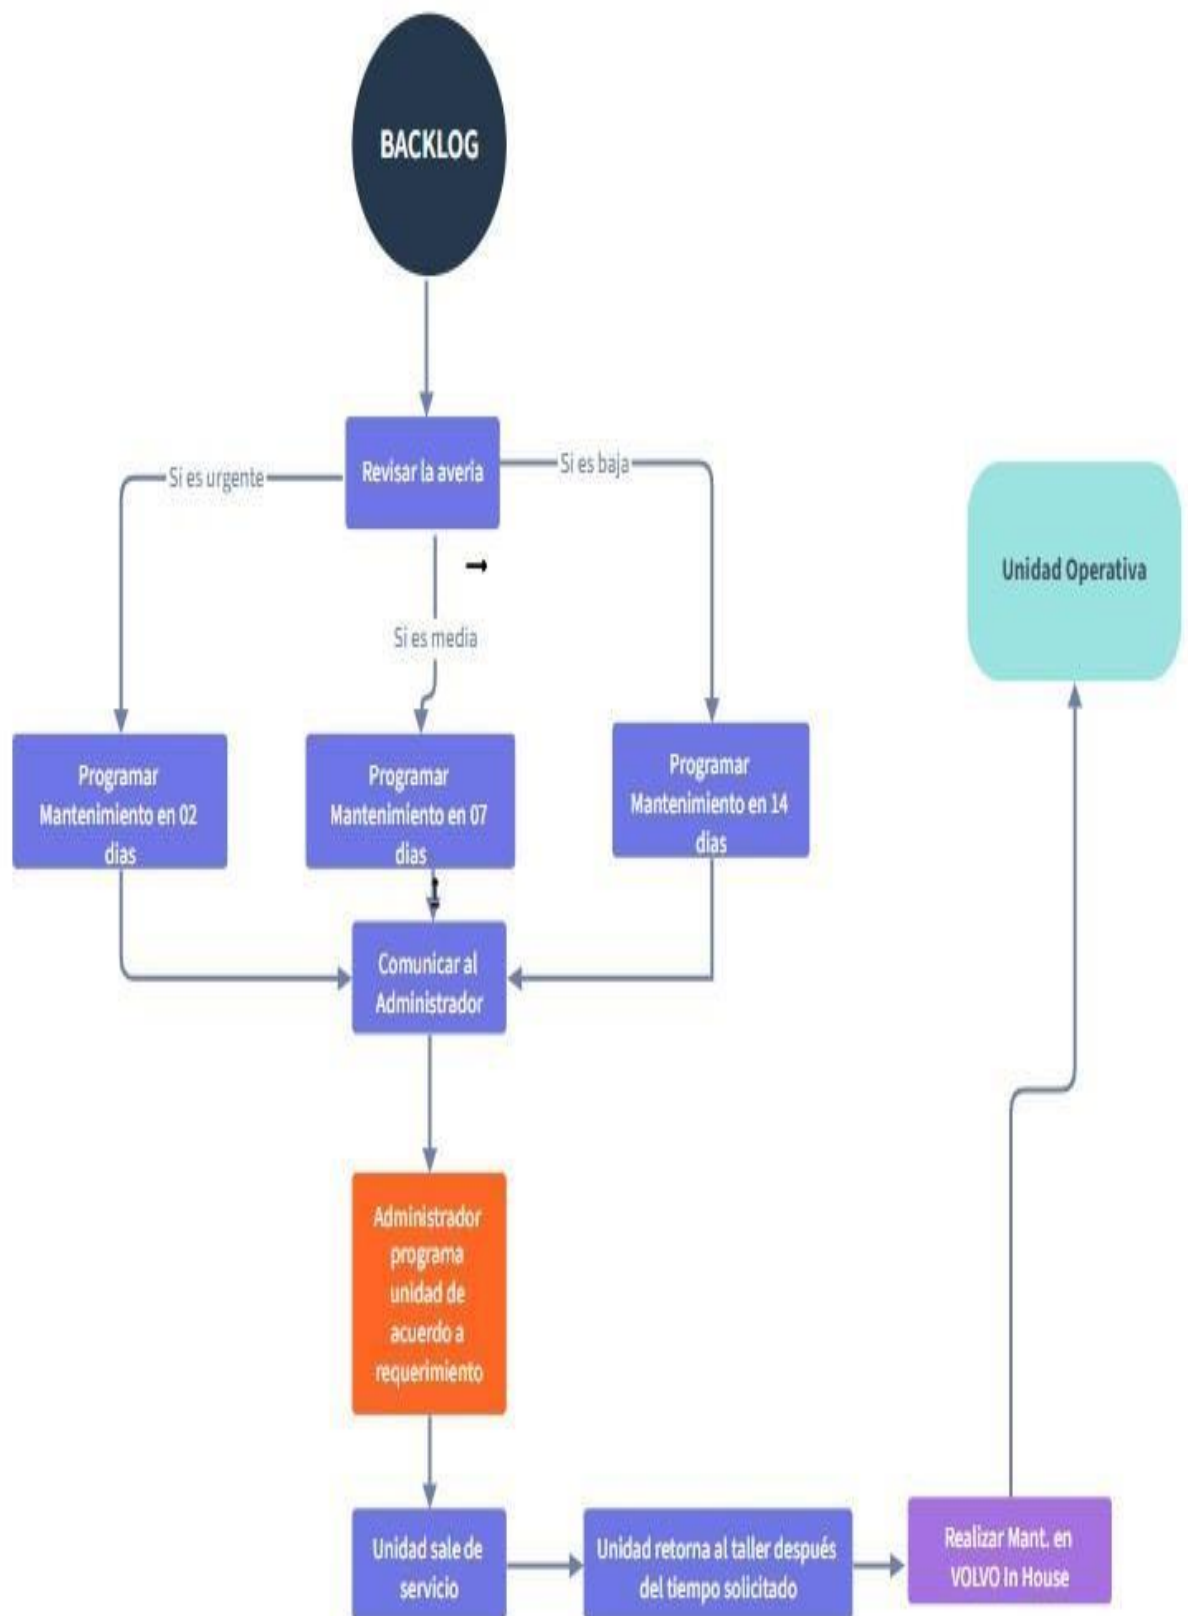 BACKLOG
Revisar la averia
Si es urgente
Si es baja
Si es media
Unidad Operativa
Programar
Mantenimiento en 02
dias
Programar
Mantenimiento en 07
dias
Programar
Mantenimiento en 14
dias
Comunicar al
Administrador
Administrador
programa
unidad de
acuerdo a
requerimiento
Unidad sale de
servicio
Unidad retorna al taller después
del tiempo solicitado
Realizar Mant. en
VOLVO In House